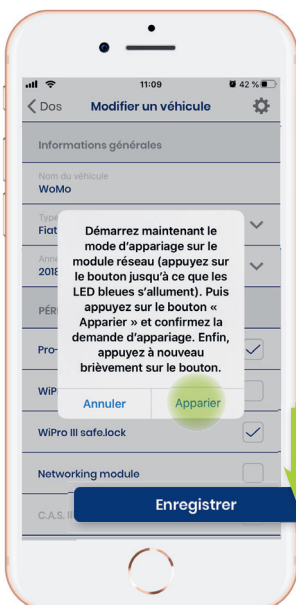 11:09
42 %
Dos
Modifier un véhicule
Informations générales
Nom du véhicule
WoMo
Type
Fiat
2018
Démarrez maintenant le
mode d'appariage sur le
module réseau (appuyez sur
le bouton jusqu'à ce que les
LED bleues s'allument). Puis
appuyez sur le bouton «
Apparier » et confirmez la
demande d'appariage. Enfin,
appuyez à nouveau
brièvement sur le bouton.
Annuler
Apparier
PÉRI
Pro-
WiP
WiPro III safe.lock
Networking module
C.A.S. II
Enregistrer